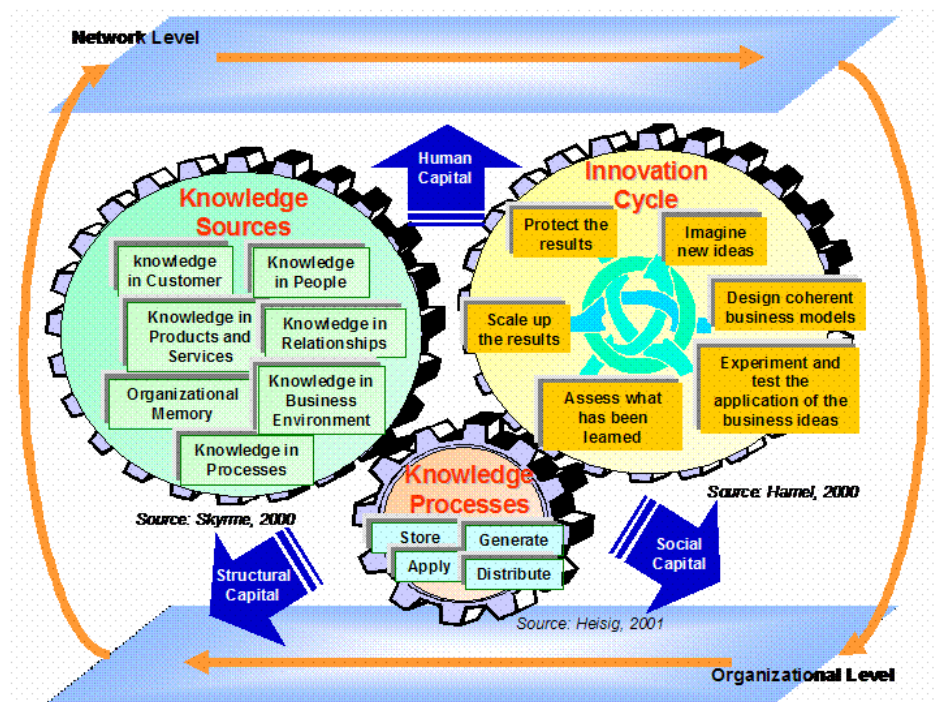 Network Level
Human
Capital
Knowledge
Sources
knowledge
in Customer
Knowledge
in People
Knowledge in
Products and
Services
Knowledge in
Relationships
Organizational
Memory
Knowledge in
Business
Environment
Knowledge in
Processes
Source: Skyrme, 2000
Innovation
Cycle
Protect the
results
Imagine
new ideas
Scale up
the results
Design coherent
business models
Assess what
has been
learned
Experiment and
test the
application of the
business ideas
Source: Hamel, 2000
Knowledge
Processes
Store
Generate
Apply
Distribute
Source: Heisig, 2001
Structural
Capital
Social
Capital
Organizational Level